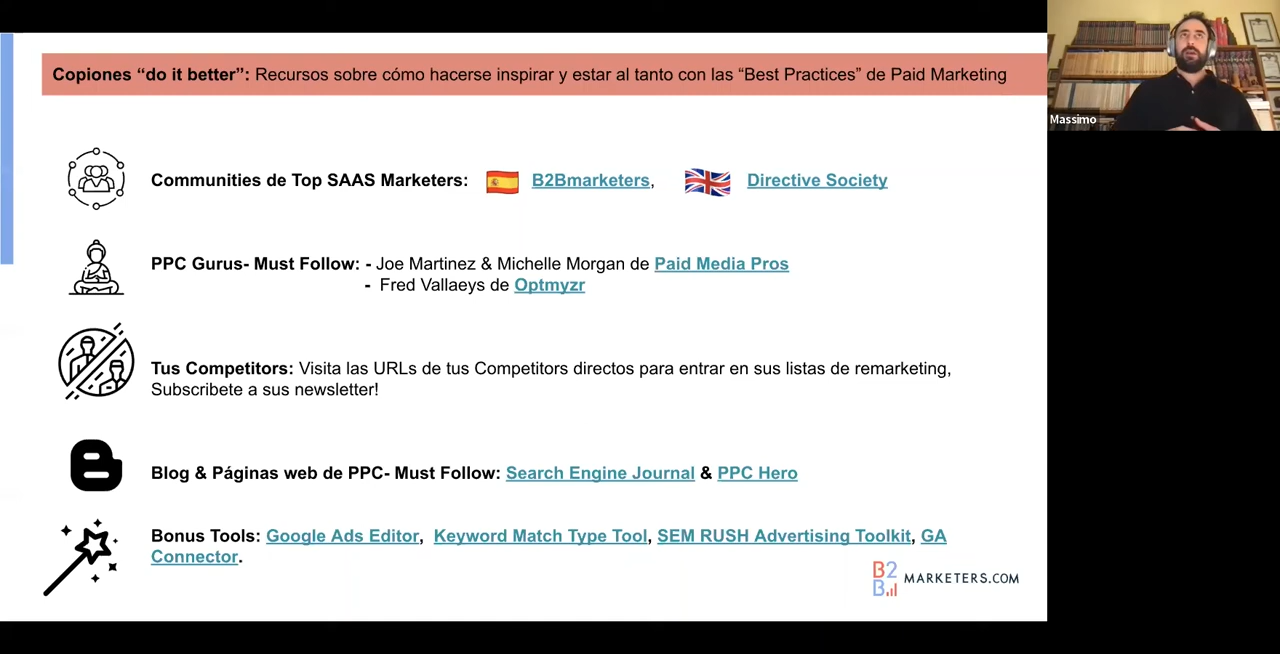 Copiones “do it better”: Recursos sobre cómo hacerse inspirar y estar al tanto con las “Best Practices” de Paid Marketing
Massimo
Communities de Top SAAS Marketers: B2Bmarketers, Directive Society
PPC Gurus- Must Follow: - Joe Martinez & Michelle Morgan de Paid Media Pros
- Fred Vallaeys de Optmyzr
Tus Competitors: Visita las URLs de tus Competitors directos para entrar en sus listas de remarketing,
Subscribete a sus newsletter!
Blog & Páginas web de PPC- Must Follow: Search Engine Journal & PPC Hero
Bonus Tools: Google Ads Editor, Keyword Match Type Tool, SEM RUSH Advertising Toolkit, GA
Connector.
B2B MARKETERS.COM